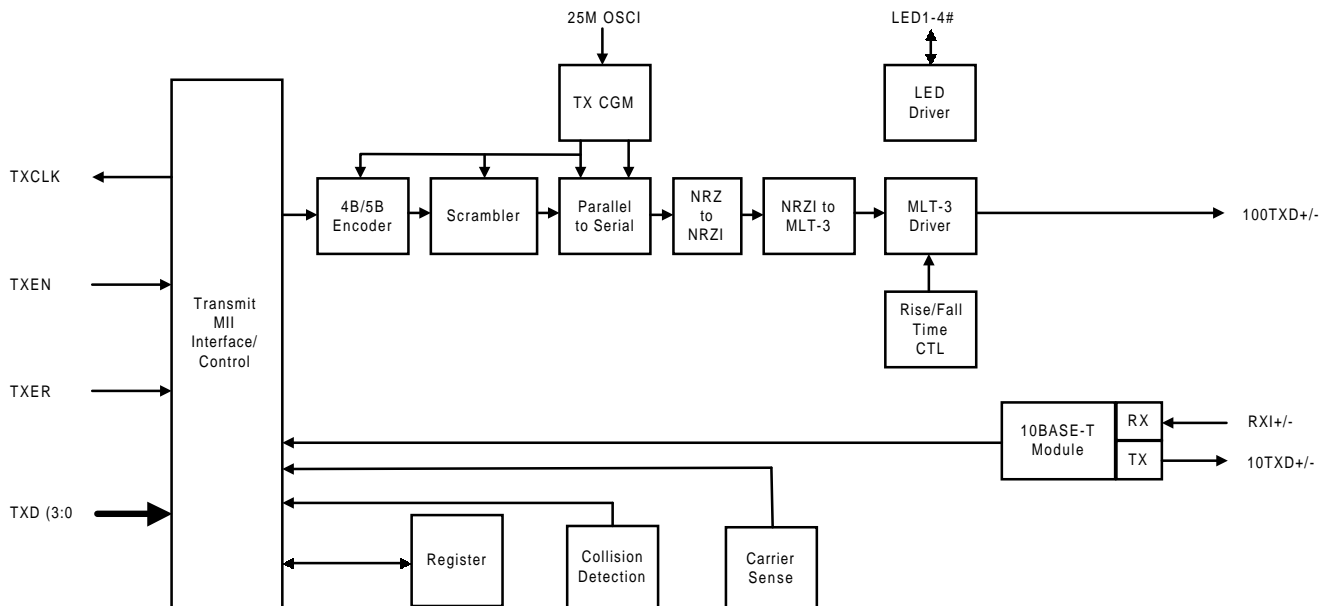 25M OSCI
LED1-4#
TX CGM
LED
Driver
TXCLK
4B/5B
Encoder
Scrambler
Parallel
to Serial
NRZ
to
NRZI
NRZI to
MLT-3
MLT-3
Driver
100TXD+/-
TXEN
Transmit
MII
Interface/
Control
Rise/Fall
Time
CTL
TXER
10BASE-T
Module
RX
RXI+/-
TX
10TXD+/-
TXD (3:0
Register
Collision
Detection
Carrier
Sense